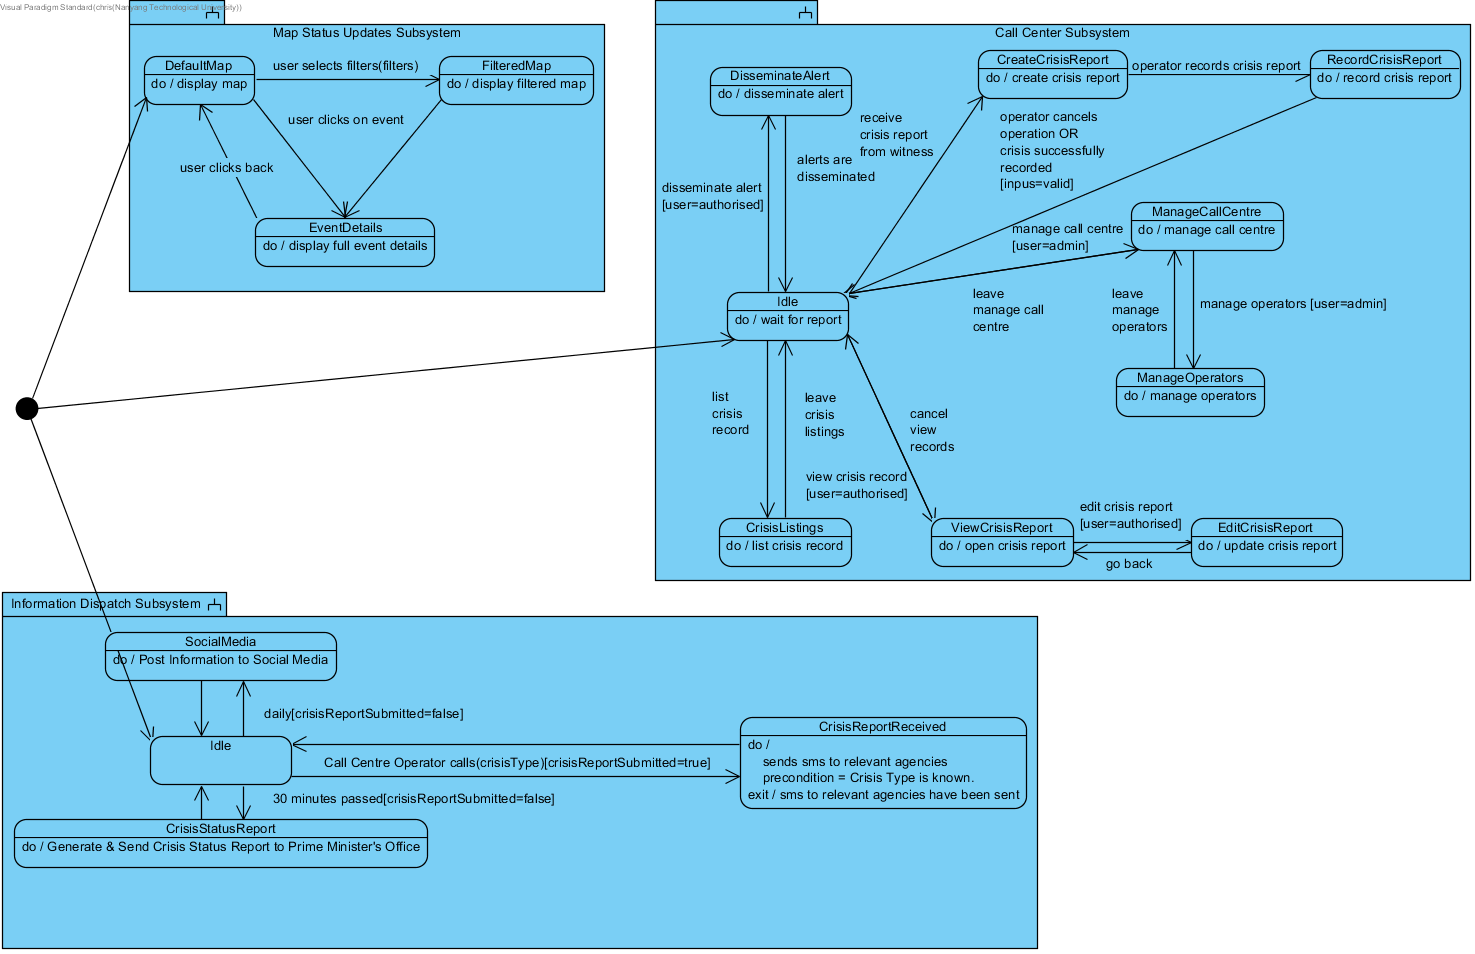 Visual Paradigm Standard(chris(Nanyang Technological University))
Map Status Updates Subsystem
DefaultMap
do / display map
user selects filters(filters)
FilteredMap
do / display filtered map
user clicks on event
user clicks back
EventDetails
do / display full event details
Call Center Subsystem
DisseminateAlert
do / disseminate alert
CreateCrisisReport
do / create crisis report
operator records crisis report
RecordCrisisReport
do / record crisis report
receive
crisis report
from witness
operator cancels
operation OR
crisis successfully
recorded
[inpus=valid]
alerts are
disseminated
disseminate alert
[user=authorised]
ManageCallCentre
do / manage call centre
manage call centre
[user=admin]
Idle
do / wait for report
leave
manage call
centre
leave
manage
operators
manage operators [user=admin]
ManageOperators
do / manage operators
list
crisis
record
leave
crisis
listings
cancel
view
records
view crisis record
[user=authorised]
CrisisListings
do / list crisis record
ViewCrisisReport
do / open crisis report
edit crisis report
[user=authorised]
go back
EditCrisisReport
do / update crisis report
Information Dispatch Subsystem
SocialMedia
do / Post Information to Social Media
daily[crisisReportSubmitted=false]
Idle
Call Centre Operator calls(crisisType)[crisisReportSubmitted=true]
CrisisReportReceived
do /
sends sms to relevant agencies
precondition = Crisis Type is known.
exit / sms to relevant agencies have been sent
30 minutes passed[crisisReportSubmitted=false]
CrisisStatusReport
do / Generate & Send Crisis Status Report to Prime Minister's Office